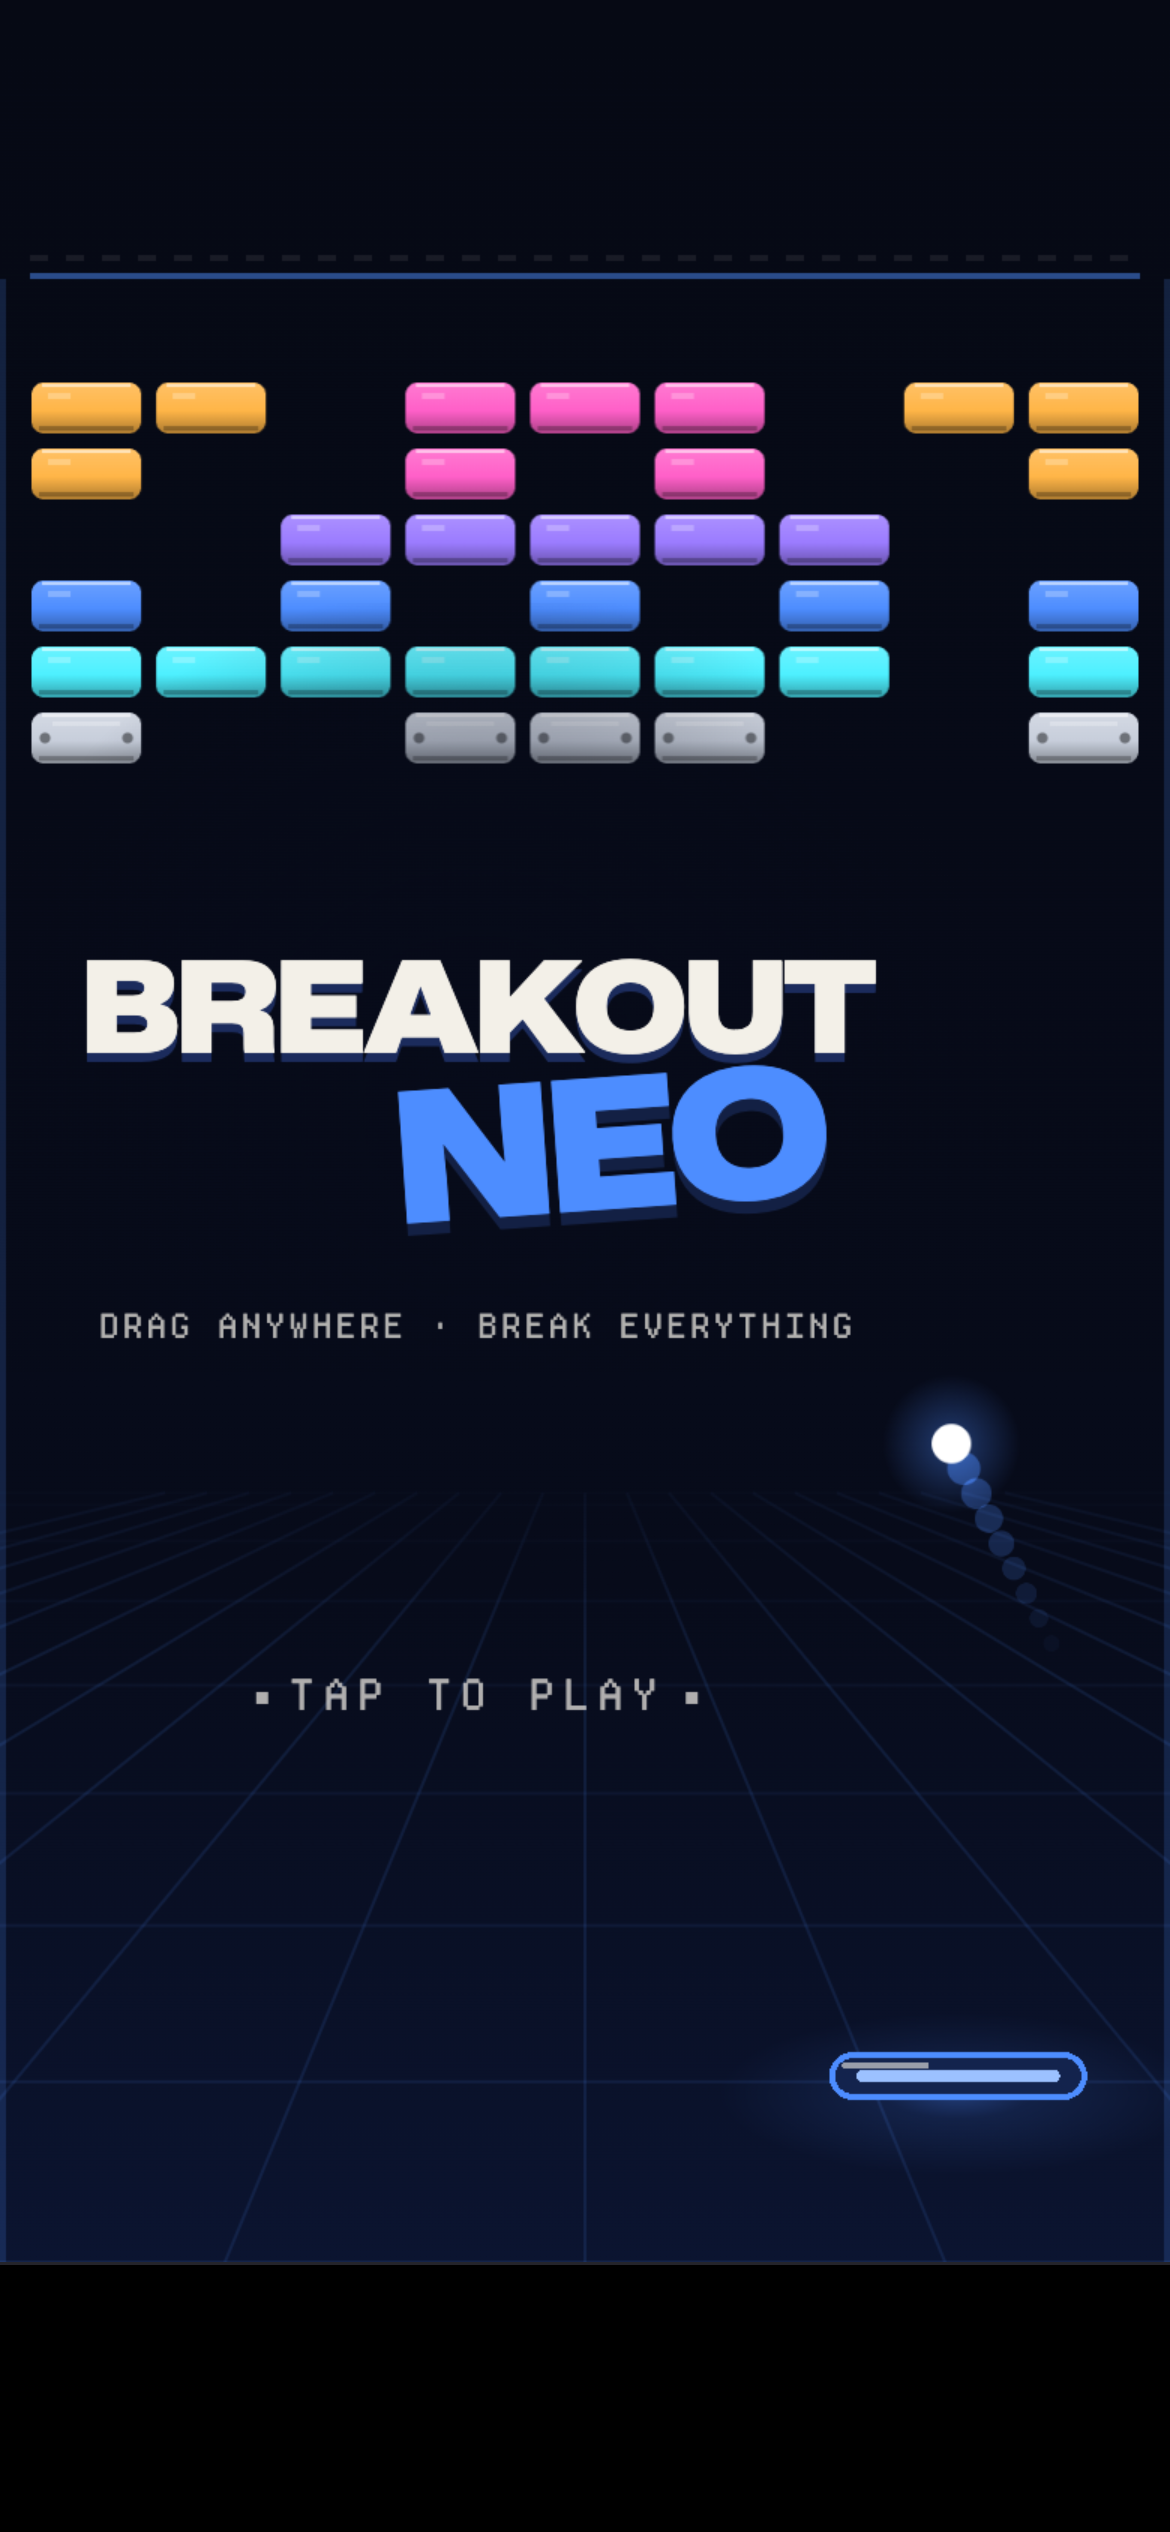 BREAKOUT
NEO
DRAG ANYWHERE · BREAK EVERYTHING
▪ TAP TO PLAY ▪